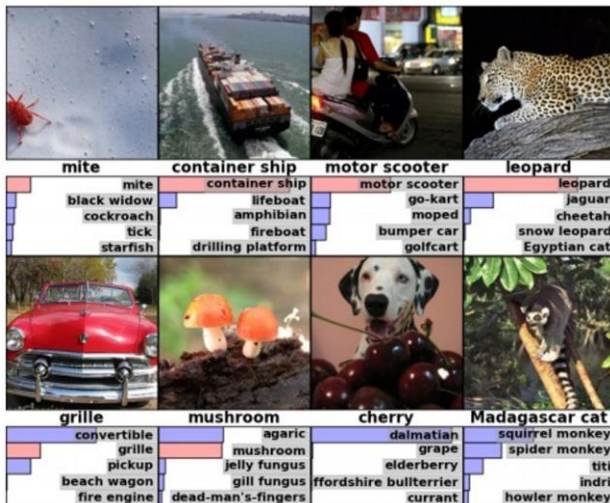 mite
container ship
motor scooter
leopard
mite
black widow
cockroach
tick
starfish
container ship
lifeboat
amphibian
fireboat
drilling platform
motor scooter
go-kart
moped
bumper car
golfcart
leopard
jaguar
cheetah
snow leopard
Egyptian cat
grille
mushroom
cherry
Madagascar cat
convertible
grille
pickup
beach wagon
fire engine
agaric
mushroom
jelly fungus
gill fungus
dead-man's-fingers
dalmatian
grape
elderberry
ffordshire bullterrier
currant
squirrel monkey
spider monkey
titi
indri
howler monkey